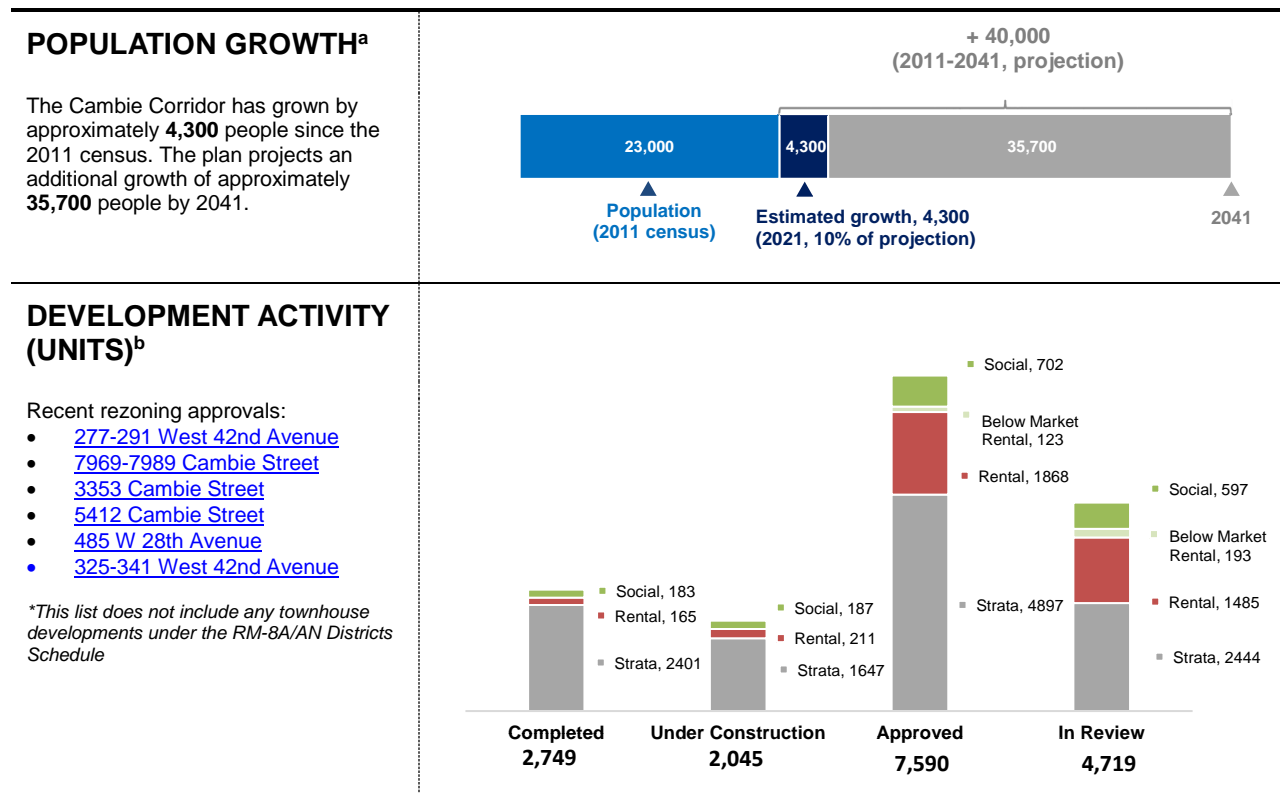 POPULATION GROWTHa
The Cambie Corridor has grown by
approximately 4,300 people since the
2011 census. The plan projects an
additional growth of approximately
35,700 people by 2041.
+ 40,000
(2011-2041, projection)
23,000
4,300
35,700
Population
(2011 census)
Estimated growth, 4,300
(2021, 10% of projection)
2041
DEVELOPMENT ACTIVITY
(UNITS)b
Recent rezoning approvals:
• 277-291 West 42nd Avenue
• 7969-7989 Cambie Street
• 3353 Cambie Street
• 5412 Cambie Street
• 485 W 28th Avenue
• 325-341 West 42nd Avenue
*This list does not include any townhouse
developments under the RM-8A/AN Districts
Schedule
Social, 183
Rental, 165
Strata, 2401
Social, 187
Rental, 211
Strata, 1647
Social, 702
Below Market
Rental, 123
Rental, 1868
Strata, 4897
Social, 597
Below Market
Rental, 193
Rental, 1485
Strata, 2444
Completed
2,749
Under Construction
2,045
Approved
7,590
In Review
4,719